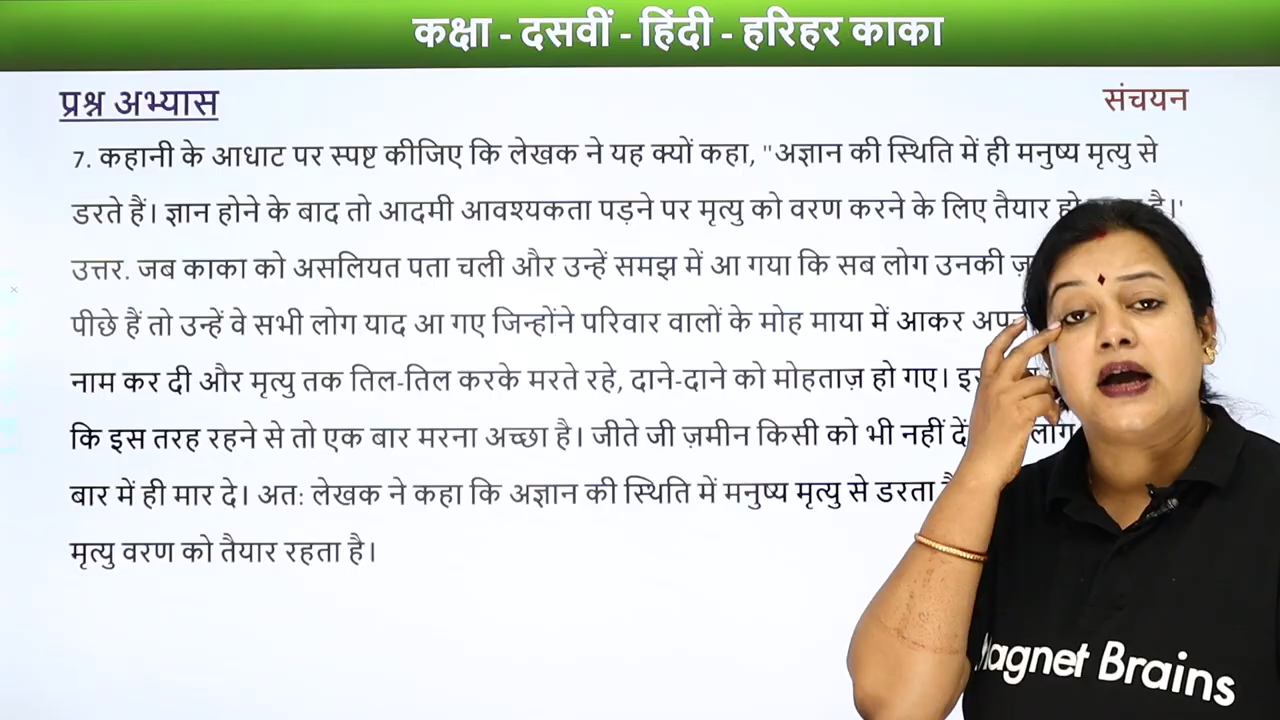 कक्षा - दसवीं - हिंदी - हरिहर काका
प्रश्न अभ्यास
संचयन
7. कहानी के आधाट पर स्पष्ट कीजिए कि लेखक ने यह क्यों कहा, "अज्ञान की स्थिति में ही मनुष्य मृत्यु से
डरते हैं। ज्ञान होने के बाद तो आदमी आवश्यकता पड़ने पर मृत्यु को वरण करने के लिए तैयार है।'
उत्तर. जब काका को असलियत पता चली और उन्हें समझ में आ गया कि सब लोग उनकी
पीछे हैं तो उन्हें वे सभी लोग याद आ गए जिन्होंने परिवार वालों के मोह माया में आकर
नाम कर दी और मृत्यु तक तिल-तिल करके मरते रहे, दाने-दाने को मोहताज़ हो गए।
कि इस तरह रहने से तो एक बार मरना अच्छा है। जीते जी ज़मीन किसी को भी नहीं लोग
बार में ही मार दे। अत: लेखक ने कहा कि अज्ञान की स्थिति में मनुष्य मृत्यु से डरता
मृत्यु वरण को तैयार रहता है।
Magnet Brains